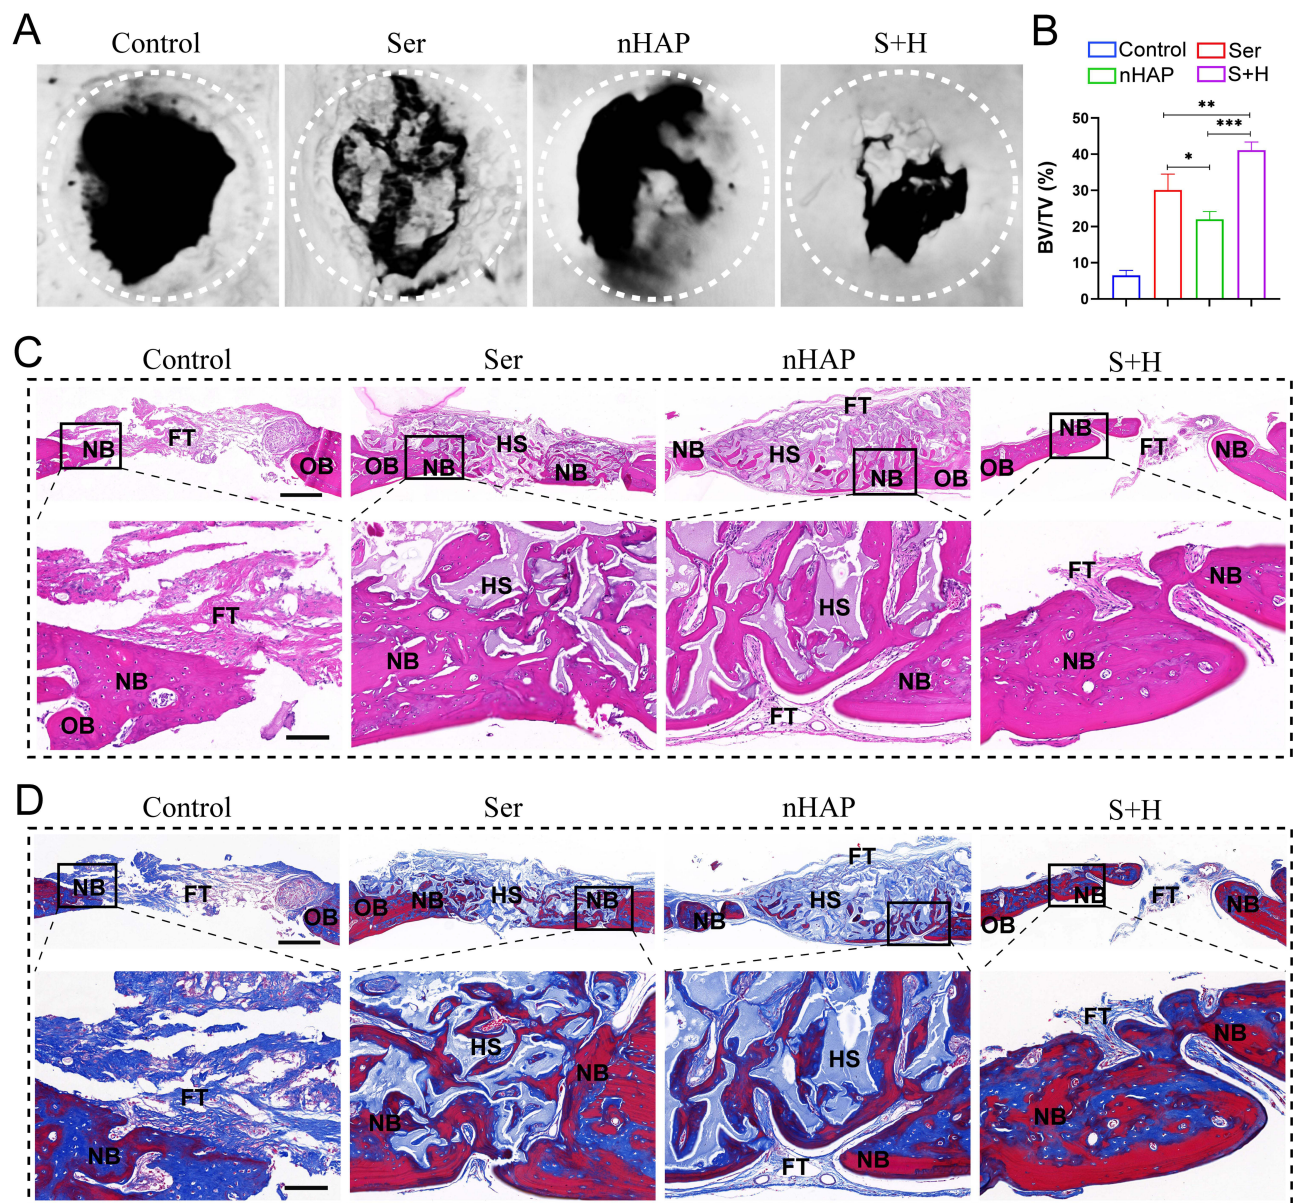 A
Control Ser nHAP S+H
B
Control Ser
nHAP S+H
**
***
*
BV/TV (%)
50
40
30
20
10
0
C
Control Ser nHAP S+H
NB FT OB
OB NB HS NB
NB HS FT NB OB
OB NB FT NB
FT NB OB
HS NB
HS NB FT
FT NB NB
D
Control Ser nHAP S+H
NB FT OB
OB NB HS NB
NB HS FT
OB NB FT NB
FT NB
HS NB NB
HS FT NB
FT NB NB